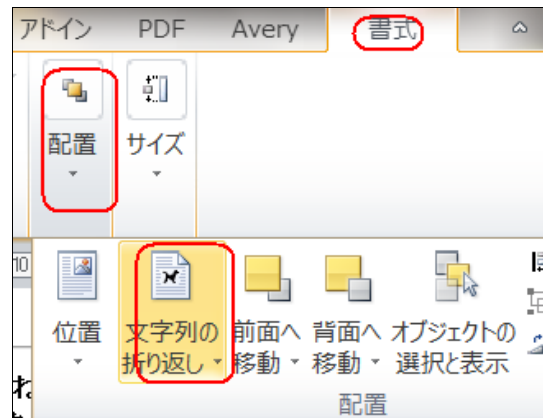 アドイン PDF Avery 書式
配置 サイズ
10
位置 文字列の 前面へ 背面へ オブジェクトの
折り返し 移動 移動 選択と表示
ね
配置